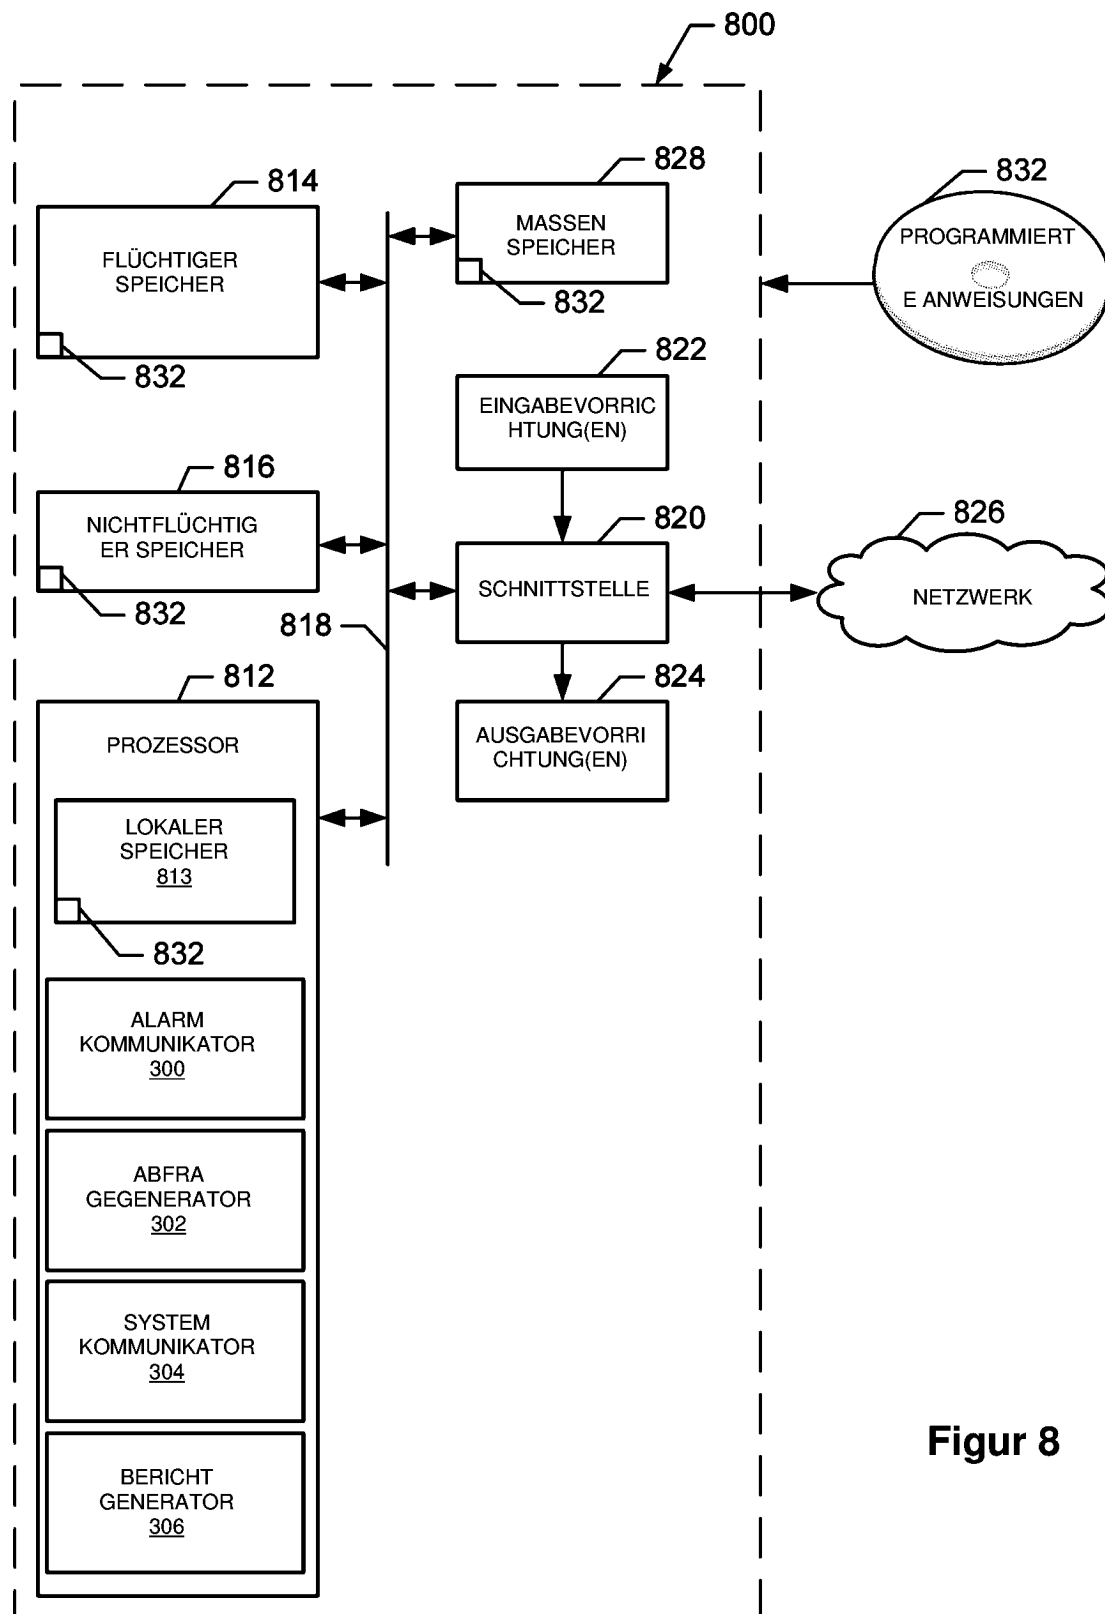 800
814
FLÜCHTIGER
SPEICHER
832
828
MASSEN
SPEICHER
832
832
PROGRAMMIERT
E ANWEISUNGEN
822
EINGABEVORRIC
HTUNG(EN)
816
NICHTFLÜCHTIG
ER SPEICHER
832
818
820
SCHNITTSTELLE
826
NETZWERK
824
AUSGABEVORRI
CHTUNG(EN)
812
PROZESSOR
LOKALER
SPEICHER
813
832
ALARM
KOMMUNIKATOR
300
ABFRA
GEGENERATOR
302
SYSTEM
KOMMUNIKATOR
304
BERICHT
GENERATOR
306
Figur 8